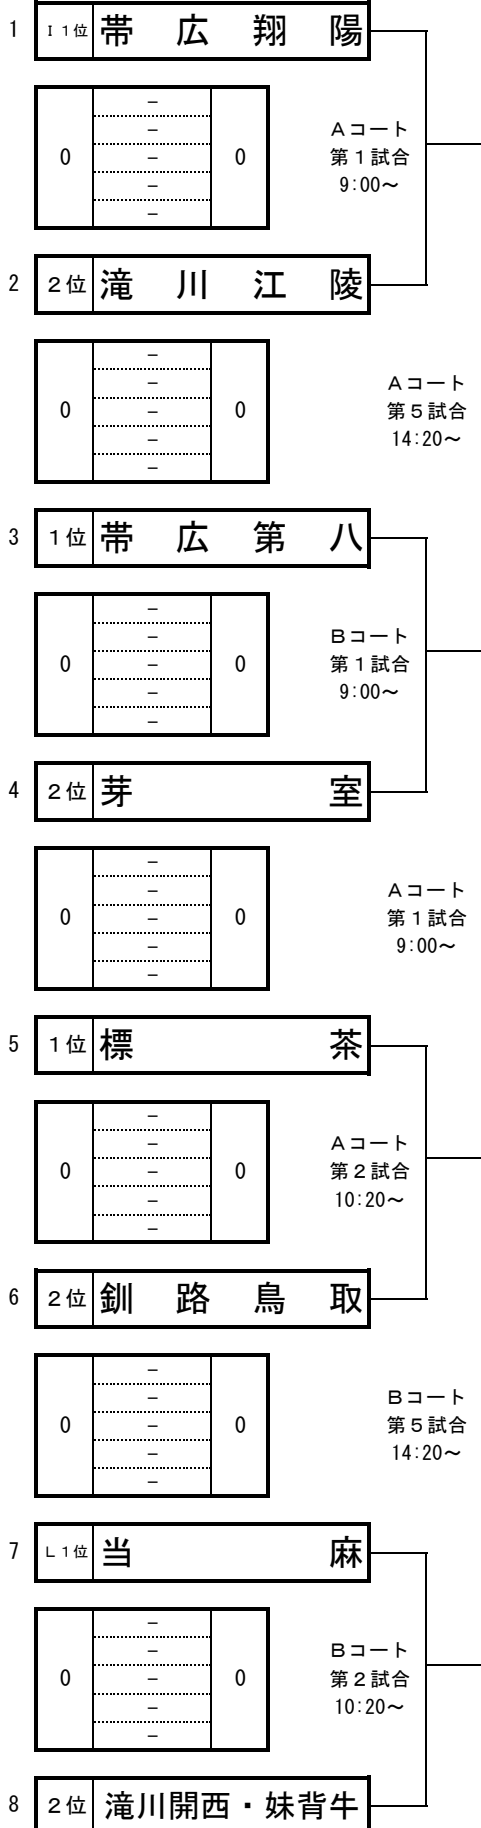 1 Ｉ１位 帯広翔陽
－
－
0 － 0
－
－
Ａコート
第１試合
9:00～
2 ２位 滝川江陵
－
－
0 － 0
－
－
Ａコート
第５試合
14:20～
3 １位 帯広第八
－
－
0 － 0
－
－
Ｂコート
第１試合
9:00～
4 ２位 芽室
－
－
0 － 0
－
－
Ａコート
第１試合
9:00～
5 １位 標茶
－
－
0 － 0
－
－
Ａコート
第２試合
10:20～
6 ２位 釧路鳥取
－
－
0 － 0
－
－
Ｂコート
第５試合
14:20～
7 Ｌ１位 当麻
－
－
0 － 0
－
－
Ｂコート
第２試合
10:20～
8 ２位 滝川開西・妹背牛